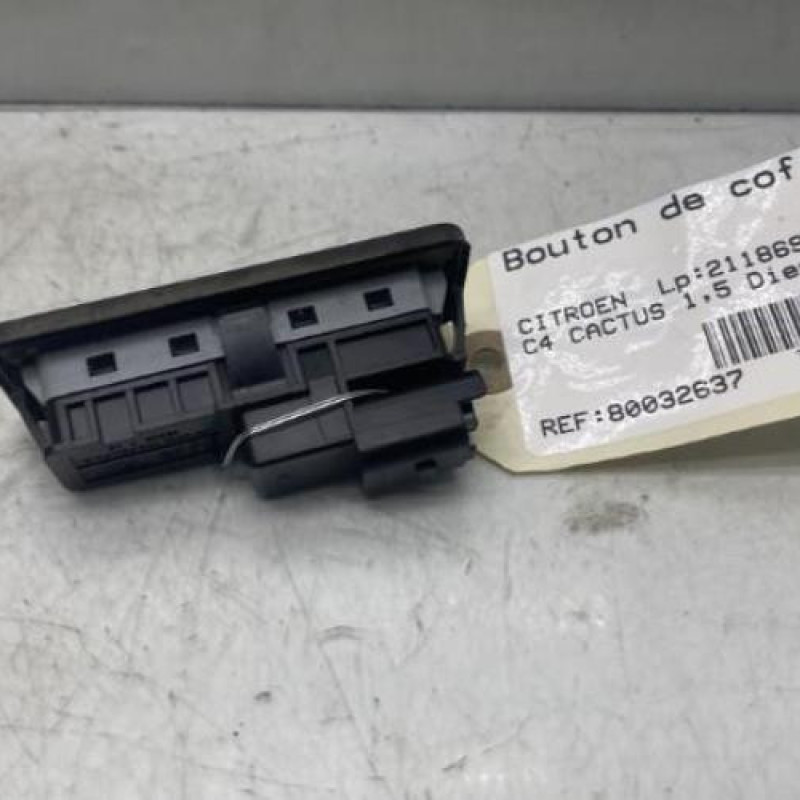 Bouton de cof
CITROEN Lp:211869
C4 CACTUS 1,5 Die
REF:80032637